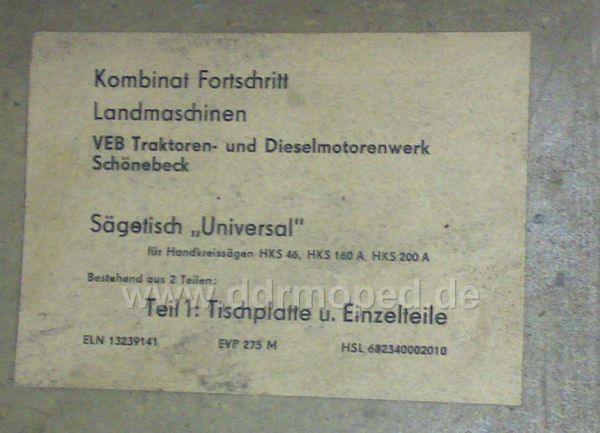 Kombinat Fortschritt
Landmaschinen
VEB Traktoren- und Dieselmotorenwerk
Schönebeck
Sägetisch „Universal"
für Handkreissägen HKS 46, HKS 160 A, HKS 200 A
Bestehend aus 2 Teilen:
www.ddrmoped.de
Teil 1: Tischplatte u. Einzelteile
ELN 13239141 EVP 275 M HSL 682340002010